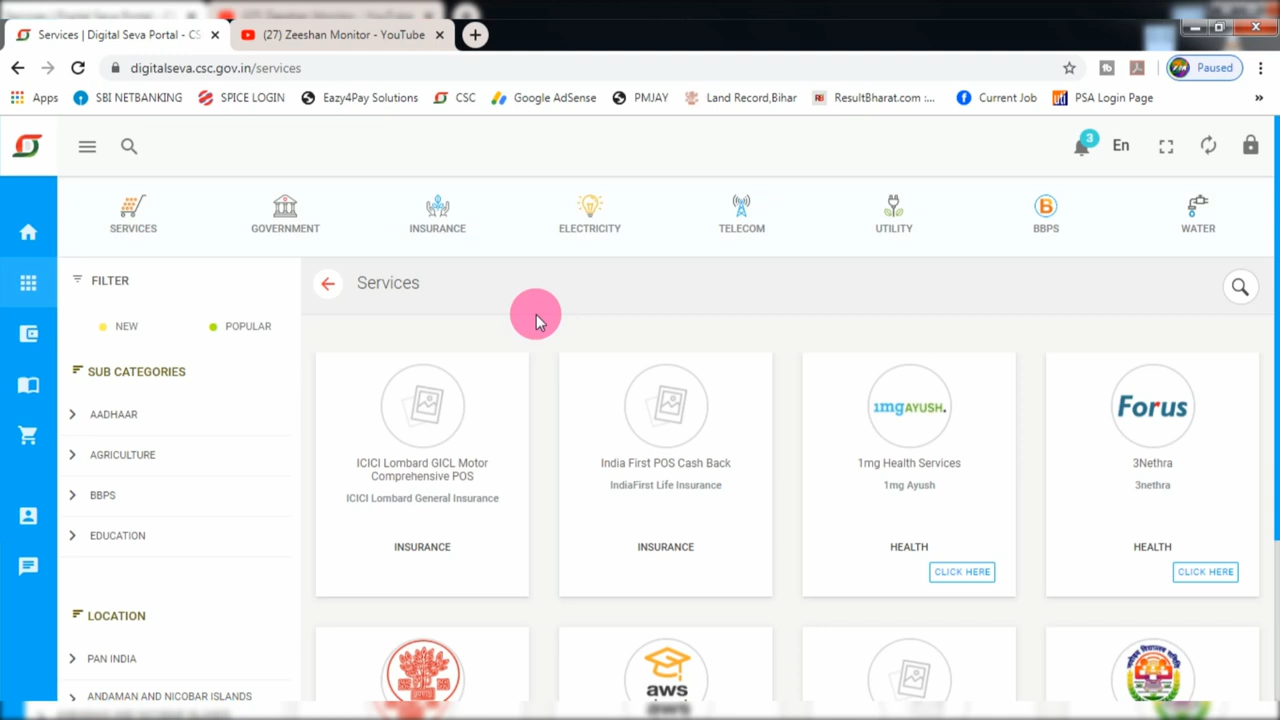 Services | Digital Seva Portal - CS
(27) Zeeshan Monitor - YouTube
digitalseva.csc.gov.in/services
Paused
Apps
SBI NETBANKING
SPICE LOGIN
Eazy4Pay Solutions
CSC
Google AdSense
PMJAY
Land Record,Bihar
ResultBharat.com :...
Current Job
PSA Login Page
»
3
En
SERVICES
GOVERNMENT
INSURANCE
ELECTRICITY
TELECOM
UTILITY
BBPS
WATER
FILTER
NEW
POPULAR
SUB CATEGORIES
AADHAAR
AGRICULTURE
BBPS
EDUCATION
LOCATION
PAN INDIA
ANDAMAN AND NICOBAR ISLANDS
Services
ICICI Lombard GICL Motor
Comprehensive POS
ICICI Lombard General Insurance
INSURANCE
India First POS Cash Back
IndiaFirst Life Insurance
INSURANCE
1mgAYUSH.
1mg Health Services
1mg Ayush
HEALTH
CLICK HERE
Forus
3Nethra
3nethra
HEALTH
CLICK HERE
aws